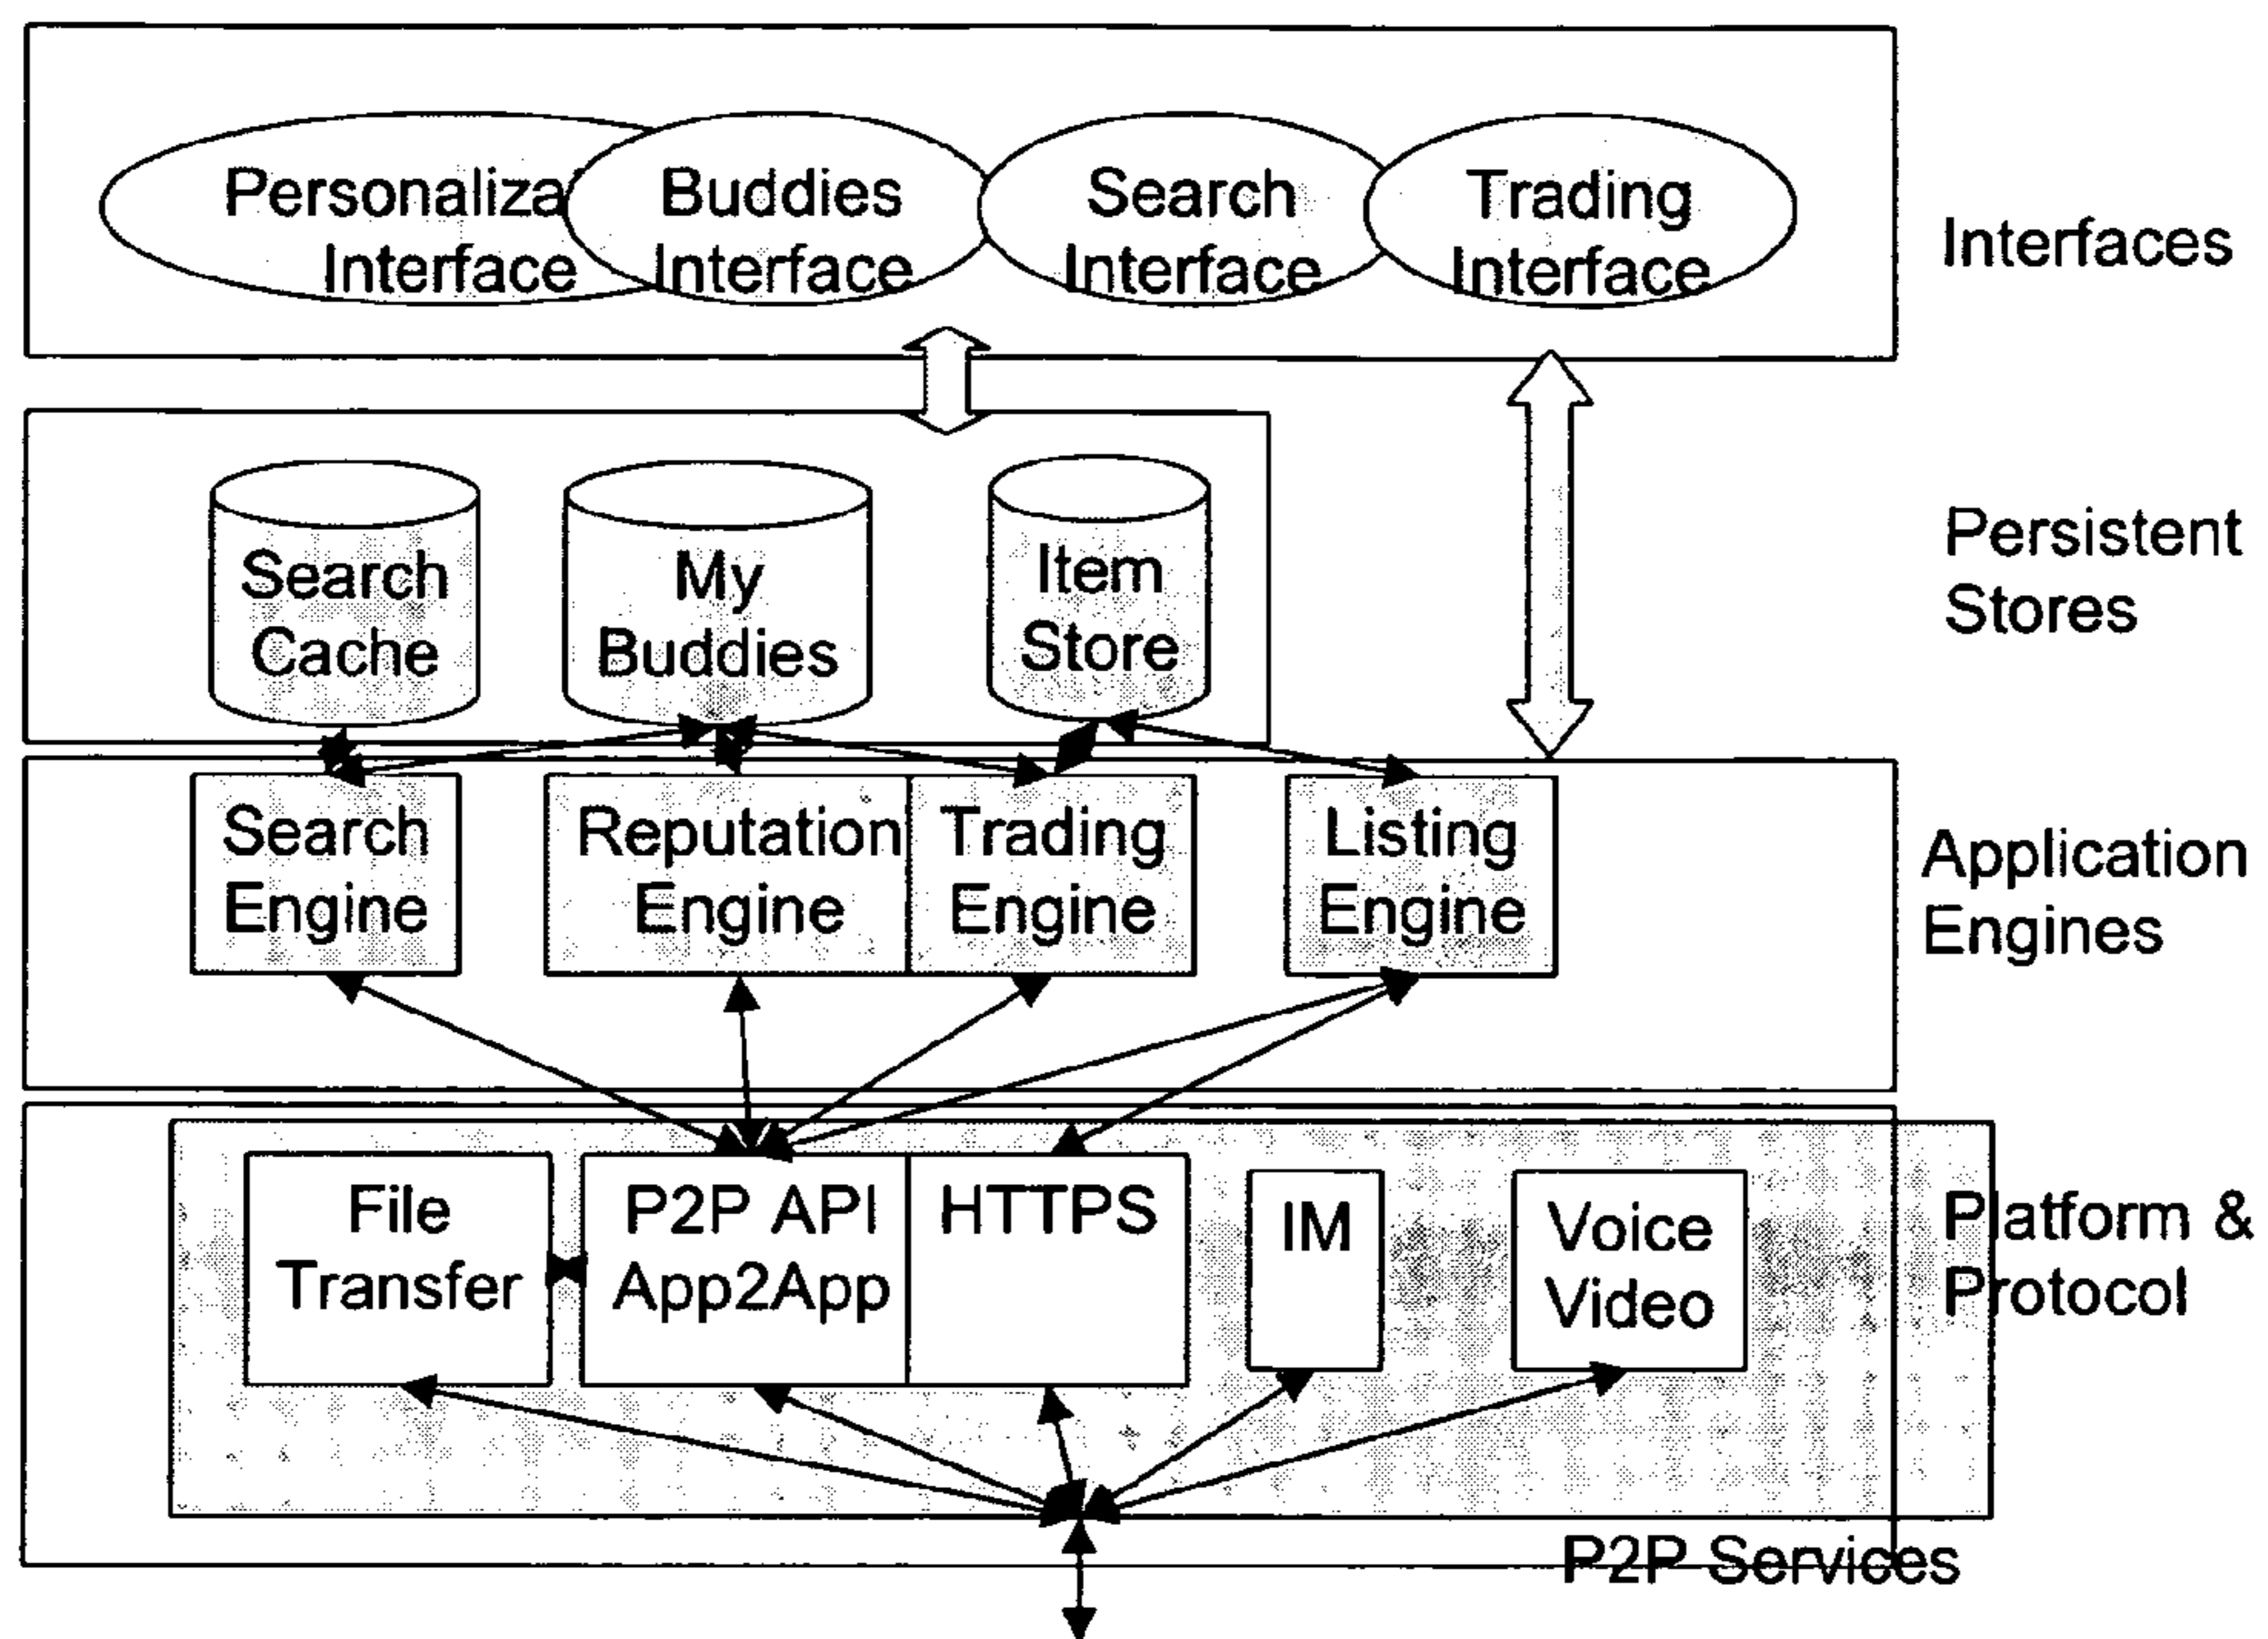 Personaliza
Interface
Buddies
Interface
Search
Interface
Trading
Interface
Interfaces
Search
Cache
My
Buddies
Item
Store
Persistent
Stores
Search
Engine
Reputation
Engine
Trading
Engine
Listing
Engine
Application
Engines
File
Transfer
P2P API
App2App
HTTPS
IM
Voice
Video
Platform &
Protocol
P2P Services